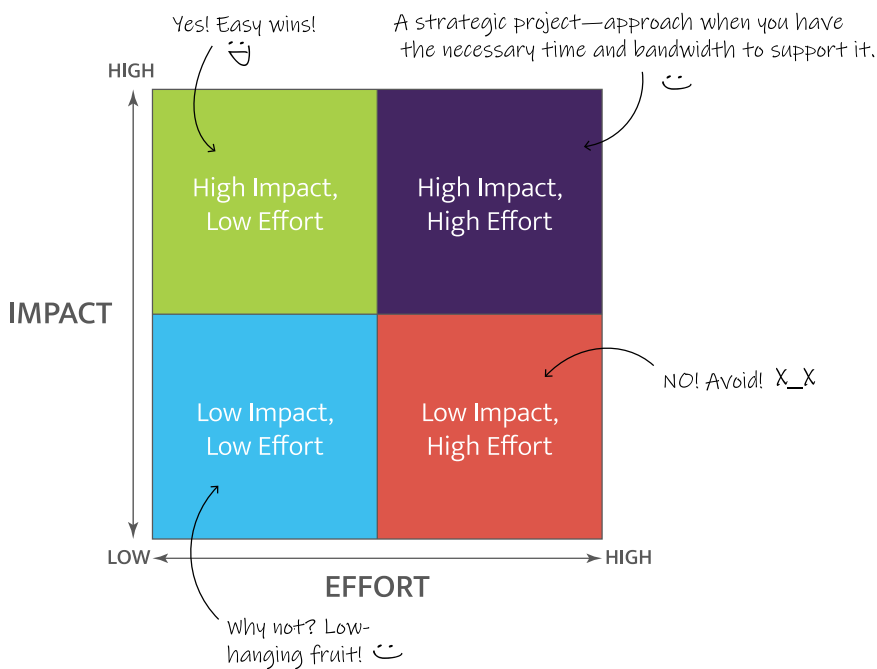 Yes! Easy wins!
:D
A strategic project—approach when you have
the necessary time and bandwidth to support it.
:)
HIGH
High Impact,
Low Effort
High Impact,
High Effort
IMPACT
Low Impact,
Low Effort
Low Impact,
High Effort
NO! Avoid! X_X
LOW
HIGH
EFFORT
Why not? Low-
hanging fruit! :)